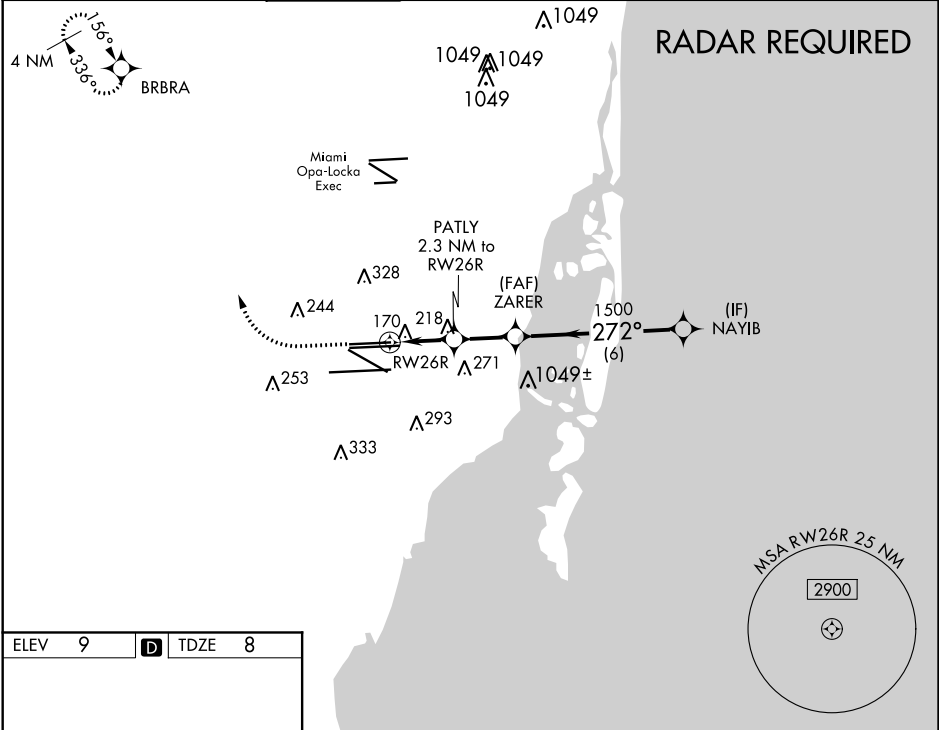 RADAR REQUIRED
156°
4 NM
336°
BRBRA
1049
1049
1049
1049
Miami
Opa-Locka
Exec
PATLY
2.3 NM to
RW26R
328
(FAF)
ZARER
244
1500
(IF)
NAYIB
170
218
272°
(6)
RW26R
271
253
1049±
293
333
MSA RW26R 25 NM
2900
ELEV 9 D TDZE 8